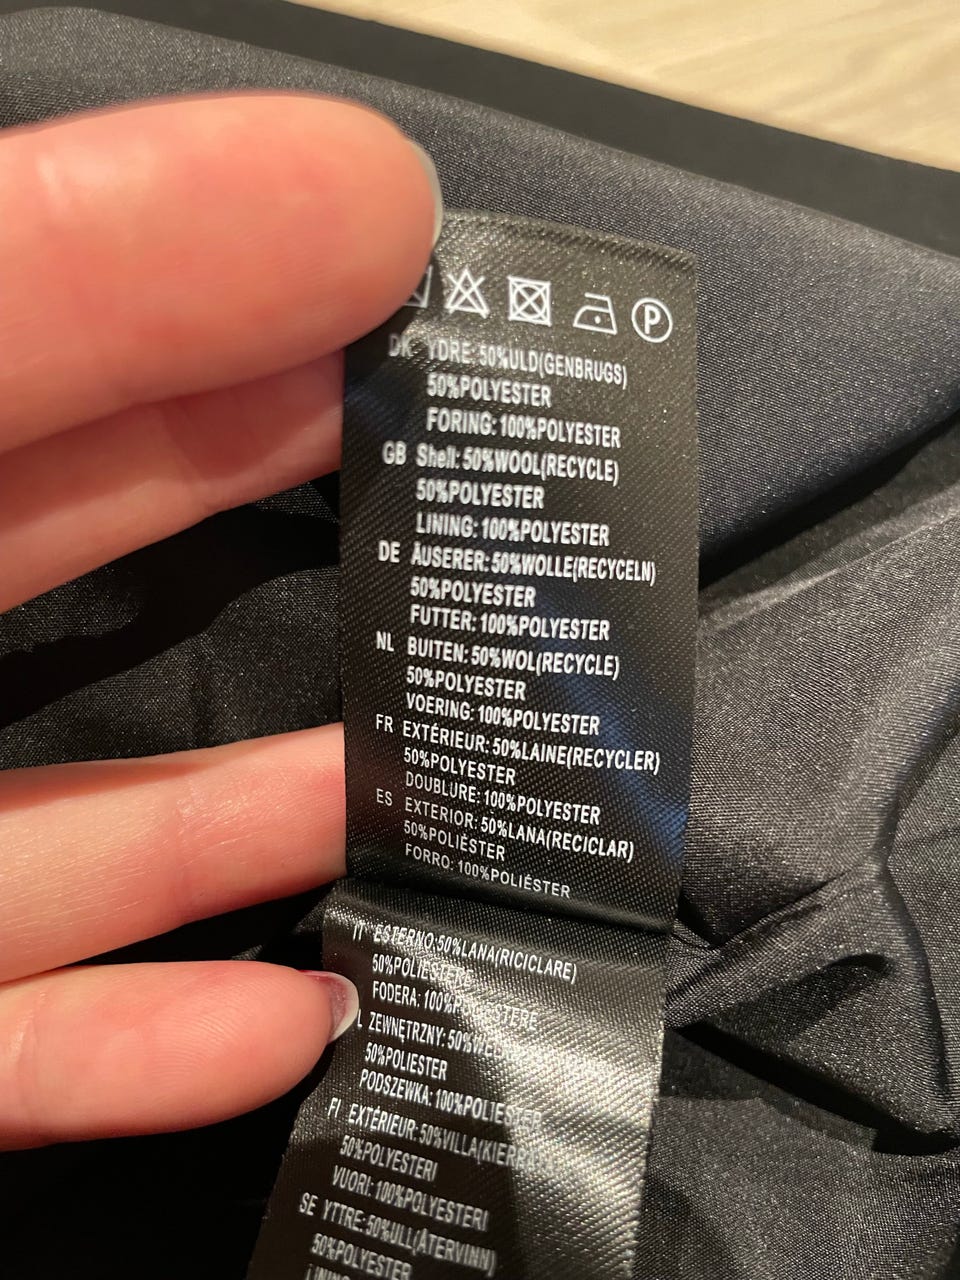 P
DK YDRE: 50%ULD(GENBRUGS)
50%POLYESTER
FORING: 100%POLYESTER
GB Shell: 50%WOOL(RECYCLE)
50%POLYESTER
LINING: 100%POLYESTER
DE ÄUSERER: 50%WOLLE(RECYCELN)
50%POLYESTER
FUTTER: 100%POLYESTER
NL BUITEN: 50%WOL(RECYCLE)
50%POLYESTER
VOERING: 100%POLYESTER
FR EXTÉRIEUR: 50%LAINE(RECYCLER)
50%POLYESTER
DOUBLURE: 100%POLYESTER
ES EXTERIOR: 50%LANA(RECICLAR)
50%POLIÉSTER
FORRO: 100%POLIÉSTER
IT ESTERNO:50%LANA(RICICLARE)
50%POLIESTERE
FODERA: 100%POLIESTERE
ZEWNĘTRZNY:
50%POLIESTER
PODSZEWKA: 100%POLIESTER
FI EXTÉRIEUR:
50%POLYESTERI
VUORI: 100%POLYESTERI
SE YTTRE: 50%ULL(ÅTERVINN)
50%POLYESTER